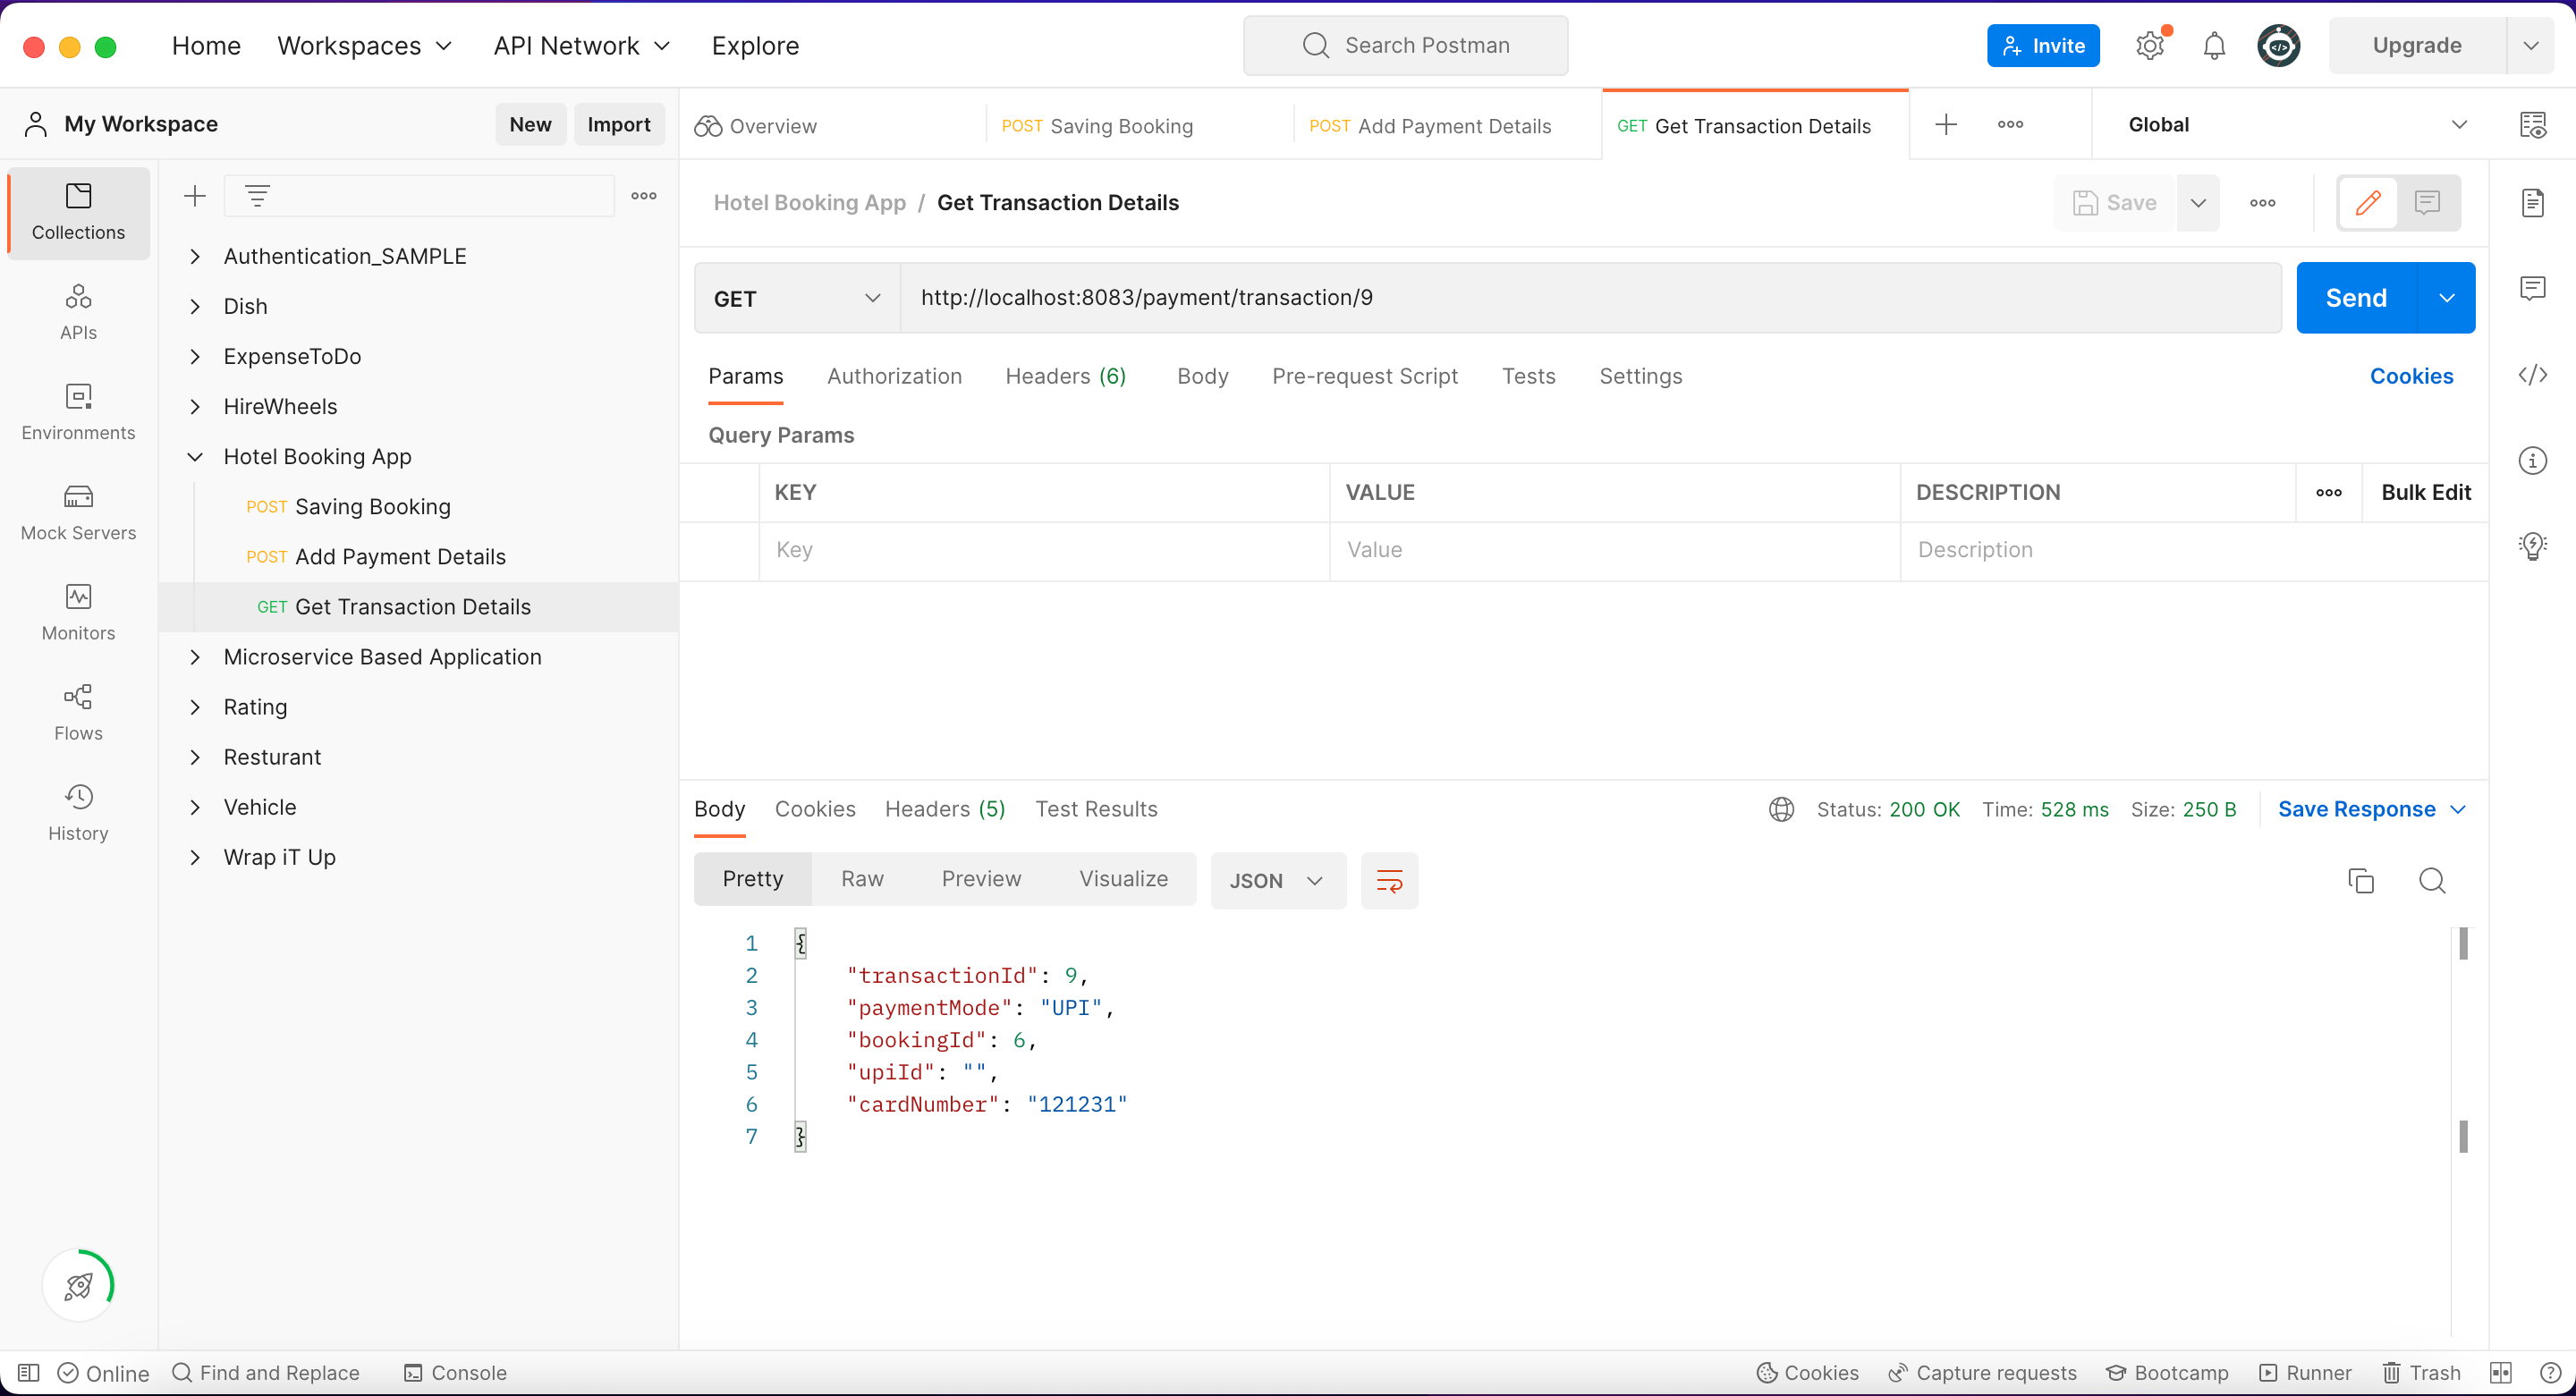 Home Workspaces API Network Explore Search Postman Invite Upgrade
My Workspace New Import Overview POST Saving Booking POST Add Payment Details GET Get Transaction Details Global
Collections
APIs
Environments
Mock Servers
Monitors
Flows
History
Authentication_SAMPLE
Dish
ExpenseToDo
HireWheels
Hotel Booking App
POST Saving Booking
POST Add Payment Details
GET Get Transaction Details
Microservice Based Application
Rating
Resturant
Vehicle
Wrap iT Up
Hotel Booking App / Get Transaction Details Save
GET http://localhost:8083/payment/transaction/9 Send
Params Authorization Headers (6) Body Pre-request Script Tests Settings Cookies
Query Params
KEY VALUE DESCRIPTION Bulk Edit
Key Value Description
Body Cookies Headers (5) Test Results Status: 200 OK Time: 528 ms Size: 250 B Save Response
Pretty Raw Preview Visualize JSON
1 {
2 "transactionId": 9,
3 "paymentMode": "UPI",
4 "bookingId": 6,
5 "upiId": "",
6 "cardNumber": "121231"
7 }
Online Find and Replace Console Cookies Capture requests Bootcamp Runner Trash